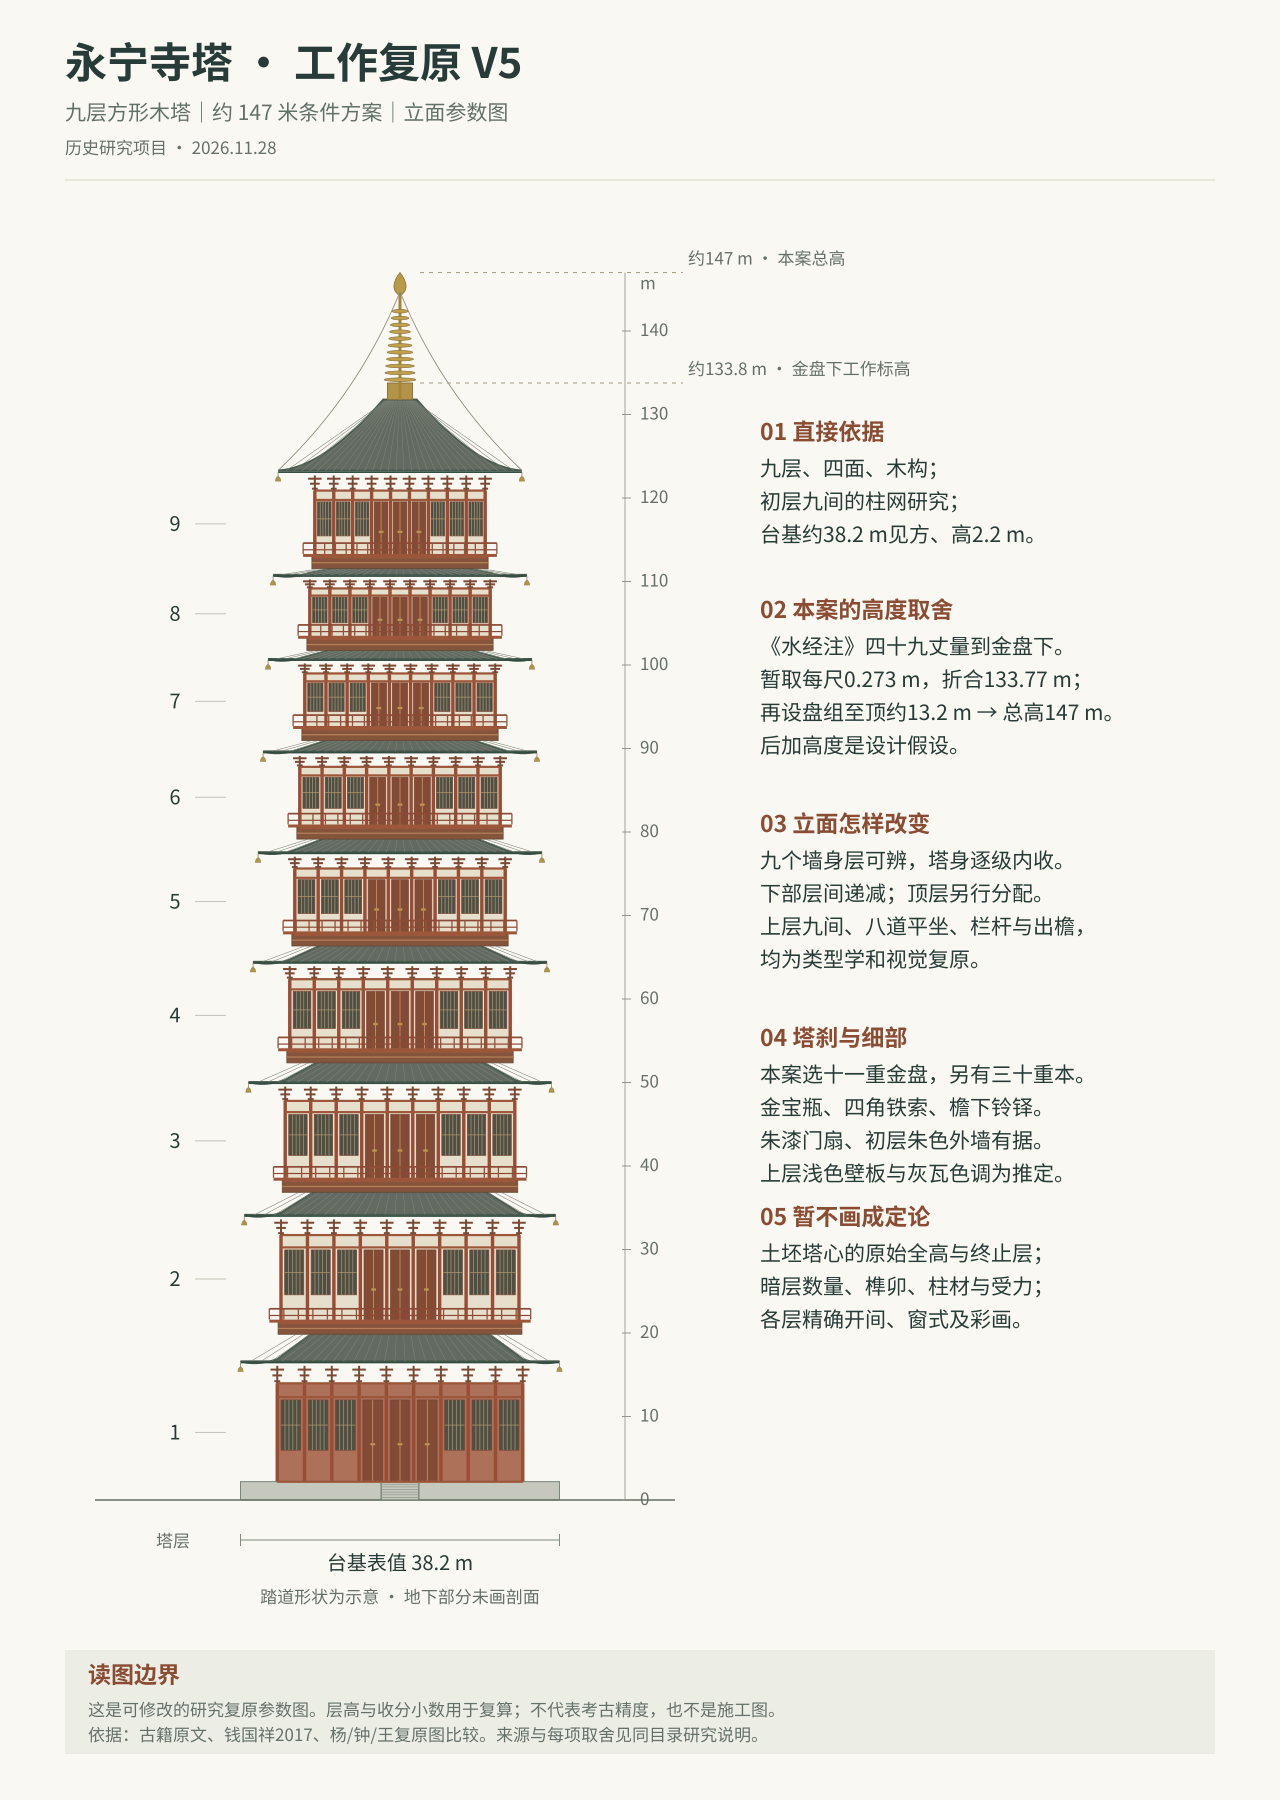 永宁寺塔 · 工作复原 V5
九层方形木塔｜约 147 米条件方案｜立面参数图
历史研究项目 · 2026.11.28
约147 m · 本案总高
m
140
约133.8 m · 金盘下工作标高
130
120
110
100
90
80
70
60
50
40
30
20
10
0
9
8
7
6
5
4
3
2
1
塔层
台基表值 38.2 m
踏道形状为示意 · 地下部分未画剖面
01 直接依据
九层、四面、木构；
初层九间的柱网研究；
台基约38.2 m见方、高2.2 m。
02 本案的高度取舍
《水经注》四十九丈量到金盘下。
暂取每尺0.273 m，折合133.77 m；
再设盘组至顶约13.2 m → 总高147 m。
后加高度是设计假设。
03 立面怎样改变
九个墙身层可辨，塔身逐级内收。
下部层间递减；顶层另行分配。
上层九间、八道平坐、栏杆与出檐，
均为类型学和视觉复原。
04 塔刹与细部
本案选十一重金盘，另有三十重本。
金宝瓶、四角铁索、檐下铃铎。
朱漆门扇、初层朱色外墙有据。
上层浅色壁板与灰瓦色调为推定。
05 暂不画成定论
土坯塔心的原始全高与终止层；
暗层数量、榫卯、柱材与受力；
各层精确开间、窗式及彩画。
读图边界
这是可修改的研究复原参数图。层高与收分小数用于复算；不代表考古精度，也不是施工图。
依据：古籍原文、钱国祥2017、杨/钟/王复原图比较。来源与每项取舍见同目录研究说明。